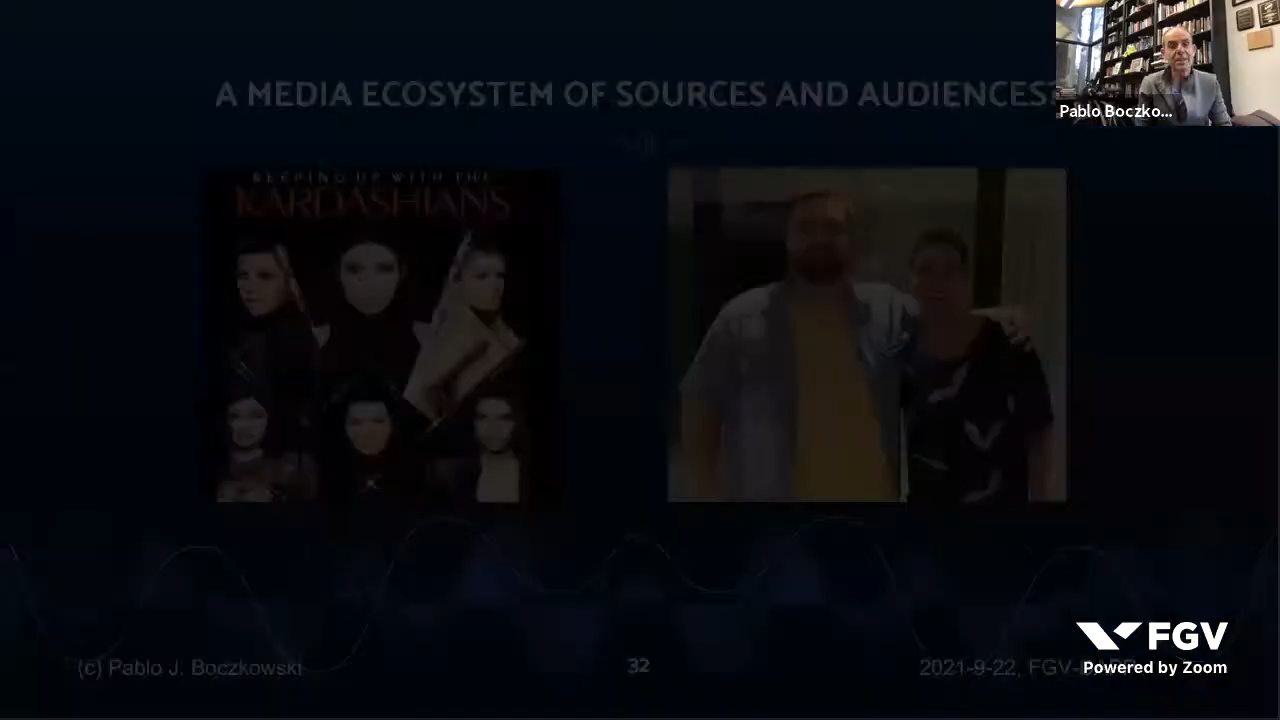 A MEDIA ECOSYSTEM OF SOURCES AND AUDIENCES
Pablo Boczko...
KEEPING UP WITH THE
KARDASHIANS
FGV
Powered by Zoom
(c) Pablo J. Boczkowski
32
2021-9-22, FGV-